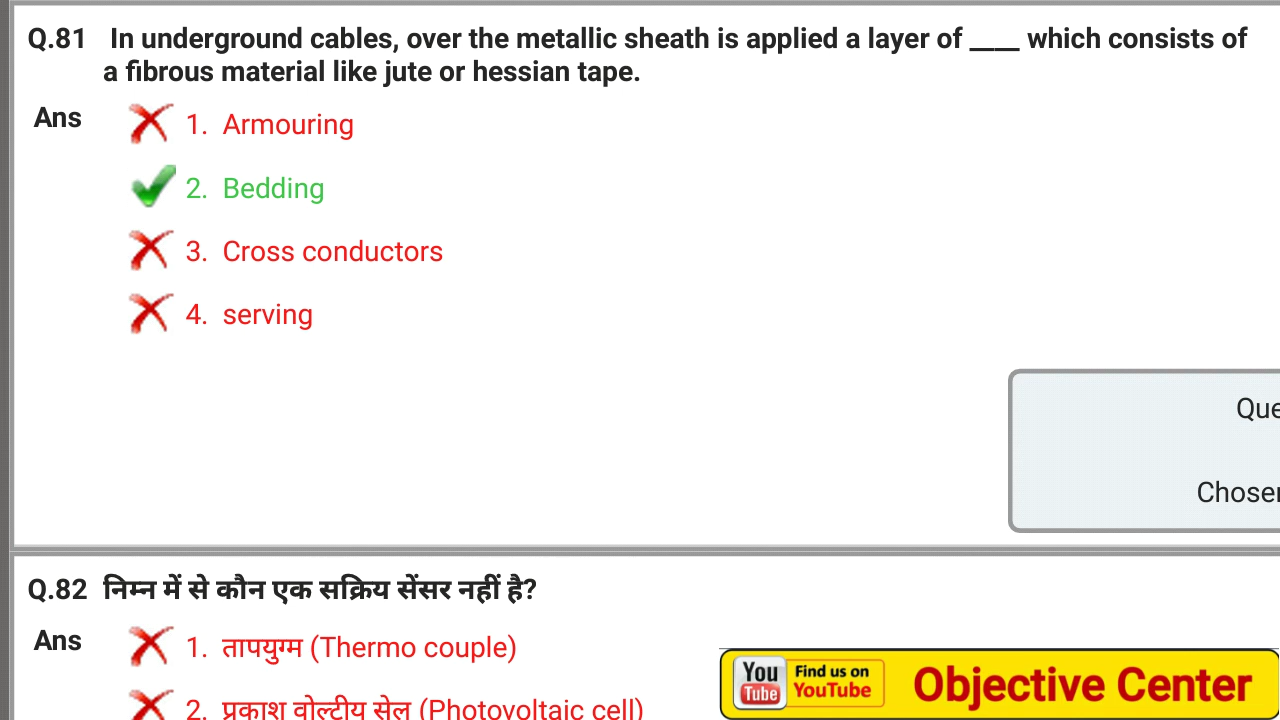 Q.81 In underground cables, over the metallic sheath is applied a layer of ____ which consists of
a fibrous material like jute or hessian tape.
Ans 1. Armouring
2. Bedding
3. Cross conductors
4. serving
Que
Chosen
Q.82 निम्न में से कौन एक सक्रिय सेंसर नहीं है?
Ans 1. तापयुग्म (Thermo couple)
2. प्रकाश वोल्टीय सेल (Photovoltaic cell)
You Tube Find us on YouTube Objective Center